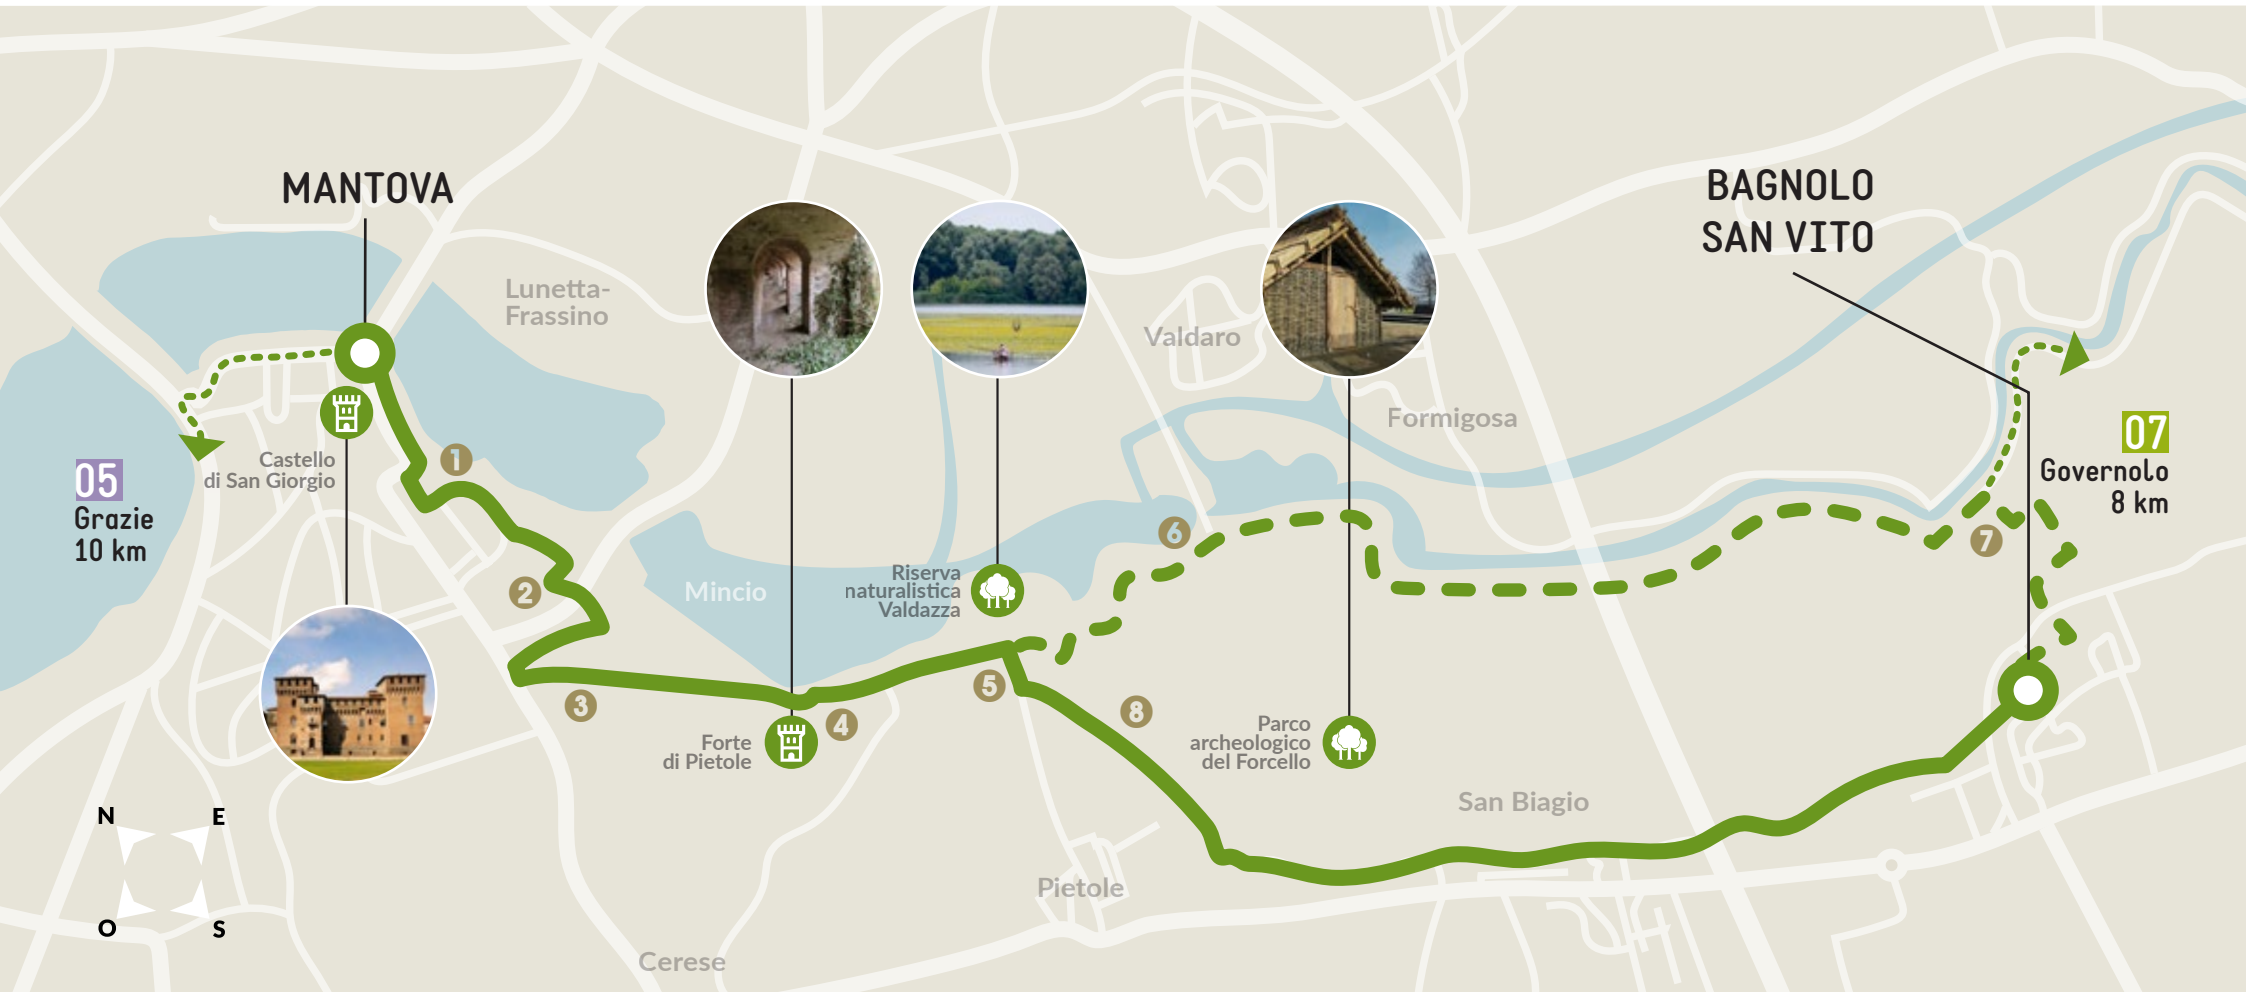 MANTOVA
BAGNOLO
SAN VITO
Lunetta-
Frassino
Valdaro
Formigosa
05
Grazie
10 km
Castello
di San Giorgio
1
07
Governolo
8 km
2
Mincio
Riserva
naturalistica
Valdazza
6
7
3
4
5
8
Forte
di Pietole
Parco
archeologico
del Forcello
San Biagio
Pietole
Cerese
N
E
O
S